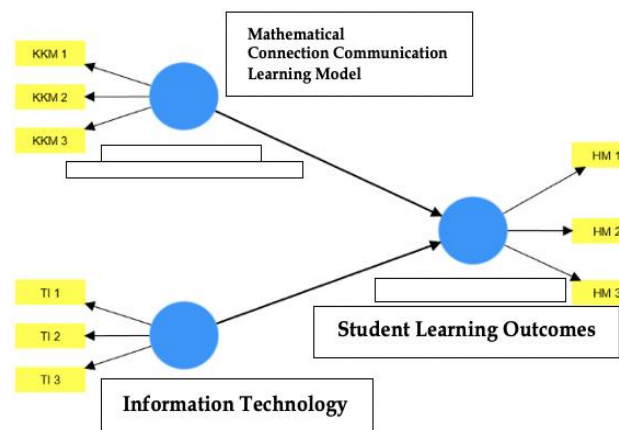 Mathematical
Connection Communication
Learning Model
KKM 1
KKM 2
KKM 3
HM 1
HM 2
HM 3
Student Learning Outcomes
TI 1
TI 2
TI 3
Information Technology